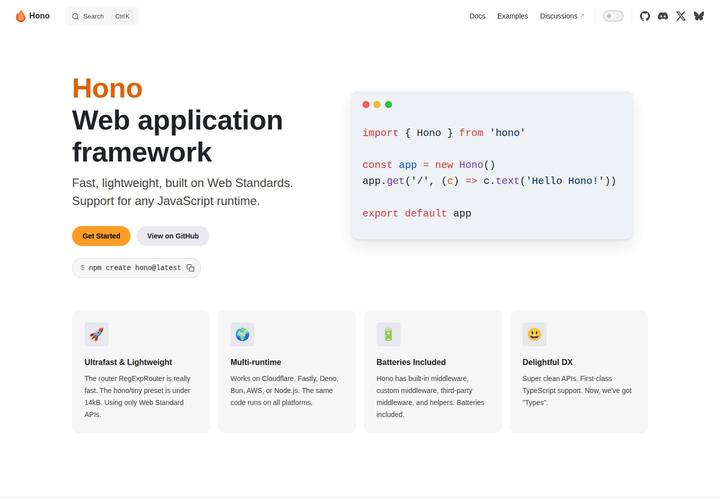 Hono
Search Ctrl K
Docs Examples Discussions ↗
Hono
Web application
framework
Fast, lightweight, built on Web Standards.
Support for any JavaScript runtime.
Get Started View on GitHub
$ npm create hono@latest
import { Hono } from 'hono'
const app = new Hono()
app.get('/', (c) => c.text('Hello Hono!'))
export default app
Ultrafast & Lightweight
The router RegExpRouter is really
fast. The hono/tiny preset is under
14kB. Using only Web Standard
APIs.
Multi-runtime
Works on Cloudflare, Fastly, Deno,
Bun, AWS, or Node.js. The same
code runs on all platforms.
Batteries Included
Hono has built-in middleware,
custom middleware, third-party
middleware, and helpers. Batteries
included.
Delightful DX
Super clean APIs. First-class
TypeScript support. Now, we've got
"Types".